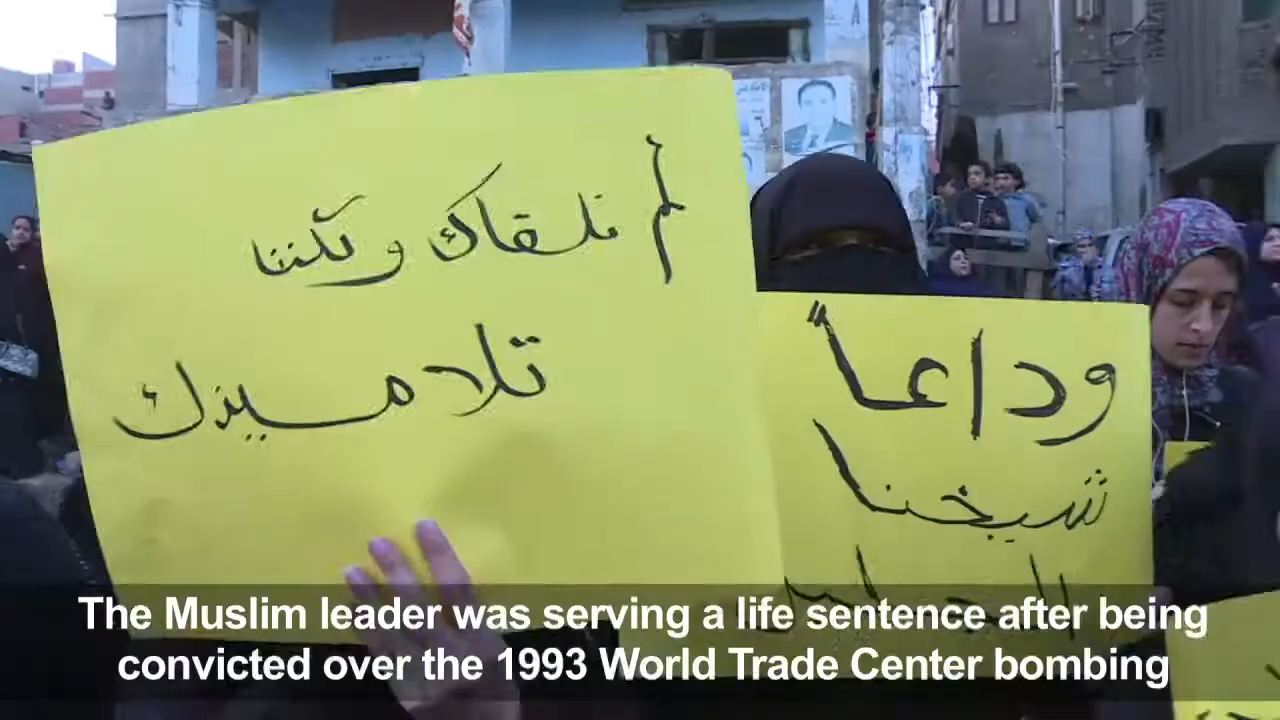 لم نلقاك ولكننا
تلاميذك
وداعاً
شيخنا
The Muslim leader was serving a life sentence after being
convicted over the 1993 World Trade Center bombing